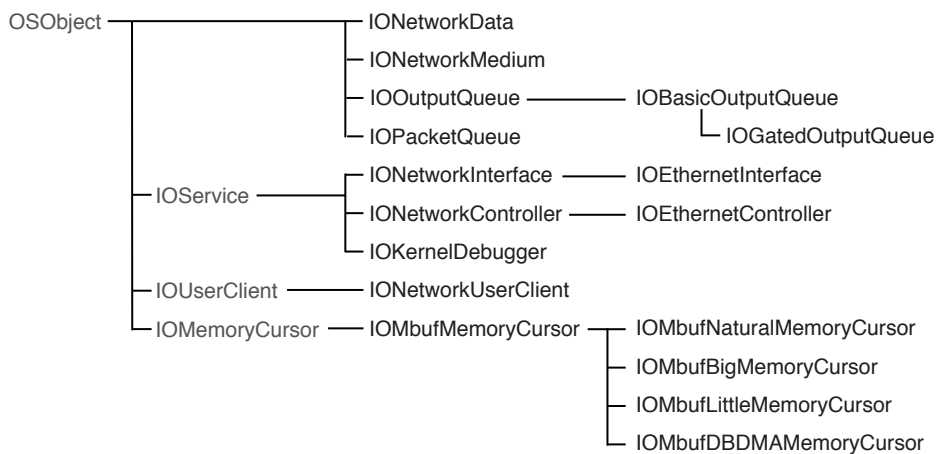 OSObject IONetworkData
IONetworkMedium
IOOutputQueue IOBasicOutputQueue
IOPacketQueue IOGatedOutputQueue
IOService IONetworkInterface IOEthernetInterface
IONetworkController IOEthernetController
IOKernelDebugger
IOUserClient IONetworkUserClient
IOMemoryCursor IOMbufMemoryCursor IOMbufNaturalMemoryCursor
IOMbufBigMemoryCursor
IOMbufLittleMemoryCursor
IOMbufDBDMAMemoryCursor